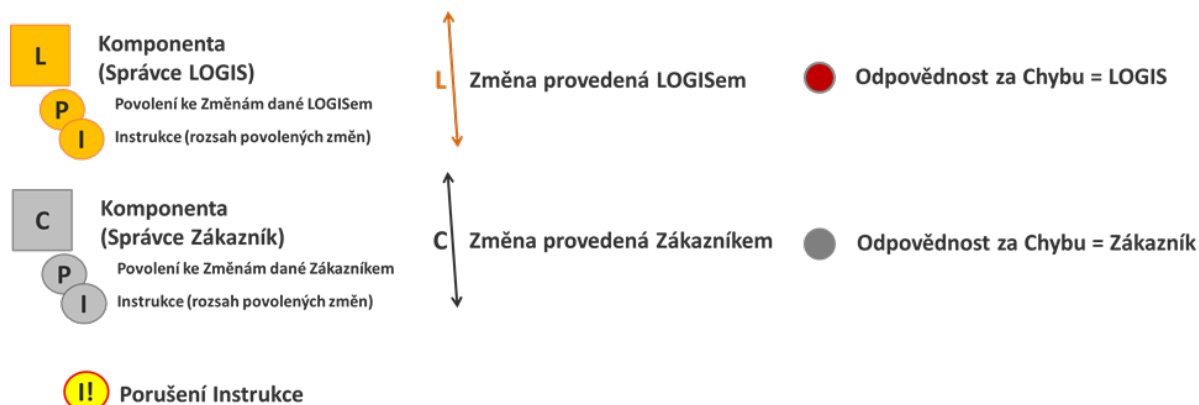 L
Komponenta
(Správce LOGIS)
P
Povolení ke Změnám dané LOGISem
I
Instrukce (rozsah povolených změn)
L
Změna provedená LOGISem
Odpovědnost za Chybu = LOGIS
C
Komponenta
(Správce Zákazník)
P
Povolení ke Změnám dané Zákazníkem
I
Instrukce (rozsah povolených změn)
C
Změna provedená Zákazníkem
Odpovědnost za Chybu = Zákazník
I!
Porušení Instrukce